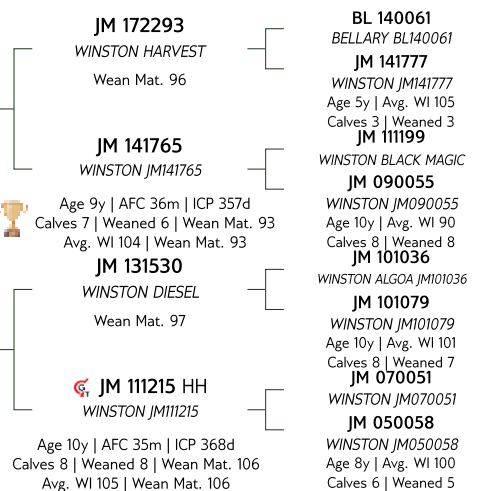 JM 172293
WINSTON HARVEST
Wean Mat. 96
JM 141765
WINSTON JM141765
Age 9y | AFC 36m | ICP 357d
Calves 7 | Weaned 6 | Wean Mat. 93
Avg. WI 104 | Wean Mat. 93
JM 131530
WINSTON DIESEL
Wean Mat. 97
JM 111215 HH
WINSTON JM111215
Age 10y | AFC 35m | ICP 368d
Calves 8 | Weaned 8 | Wean Mat. 106
Avg. WI 105 | Wean Mat. 106
BL 140061
BELLARY BL140061
JM 141777
WINSTON JM141777
Age 5y | Avg. WI 105
Calves 3 | Weaned 3
JM 111199
WINSTON BLACK MAGIC
JM 090055
WINSTON JM090055
Age 10y | Avg. WI 90
Calves 8 | Weaned 8
JM 101036
WINSTON ALGOA JM101036
JM 101079
WINSTON JM101079
Age 10y | Avg. WI 101
Calves 8 | Weaned 7
JM 070051
WINSTON JM070051
JM 050058
WINSTON JM050058
Age 8y | Avg. WI 100
Calves 6 | Weaned 5